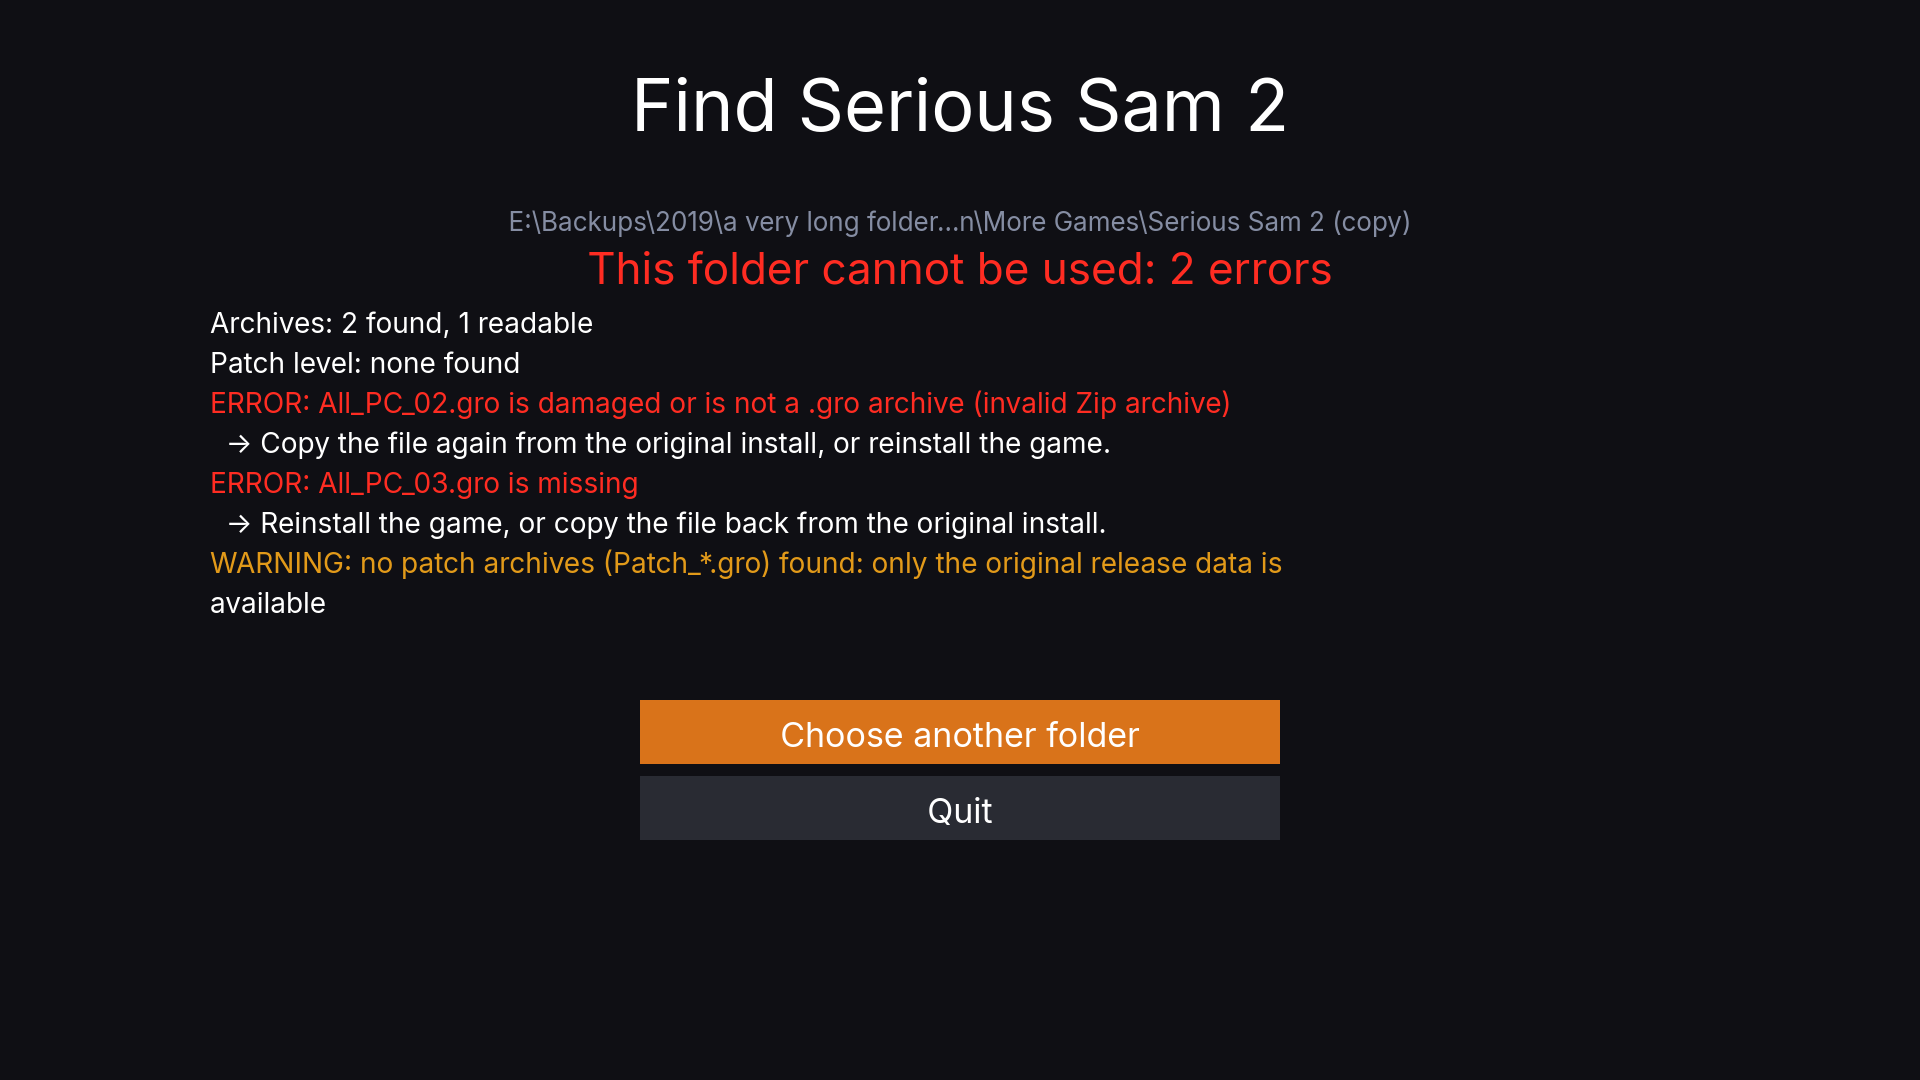 Find Serious Sam 2
E:\Backups\2019\a very long folder...n\More Games\Serious Sam 2 (copy)
This folder cannot be used: 2 errors
Archives: 2 found, 1 readable
Patch level: none found
ERROR: All_PC_02.gro is damaged or is not a .gro archive (invalid Zip archive)
→ Copy the file again from the original install, or reinstall the game.
ERROR: All_PC_03.gro is missing
→ Reinstall the game, or copy the file back from the original install.
WARNING: no patch archives (Patch_*.gro) found: only the original release data is
available
Choose another folder
Quit